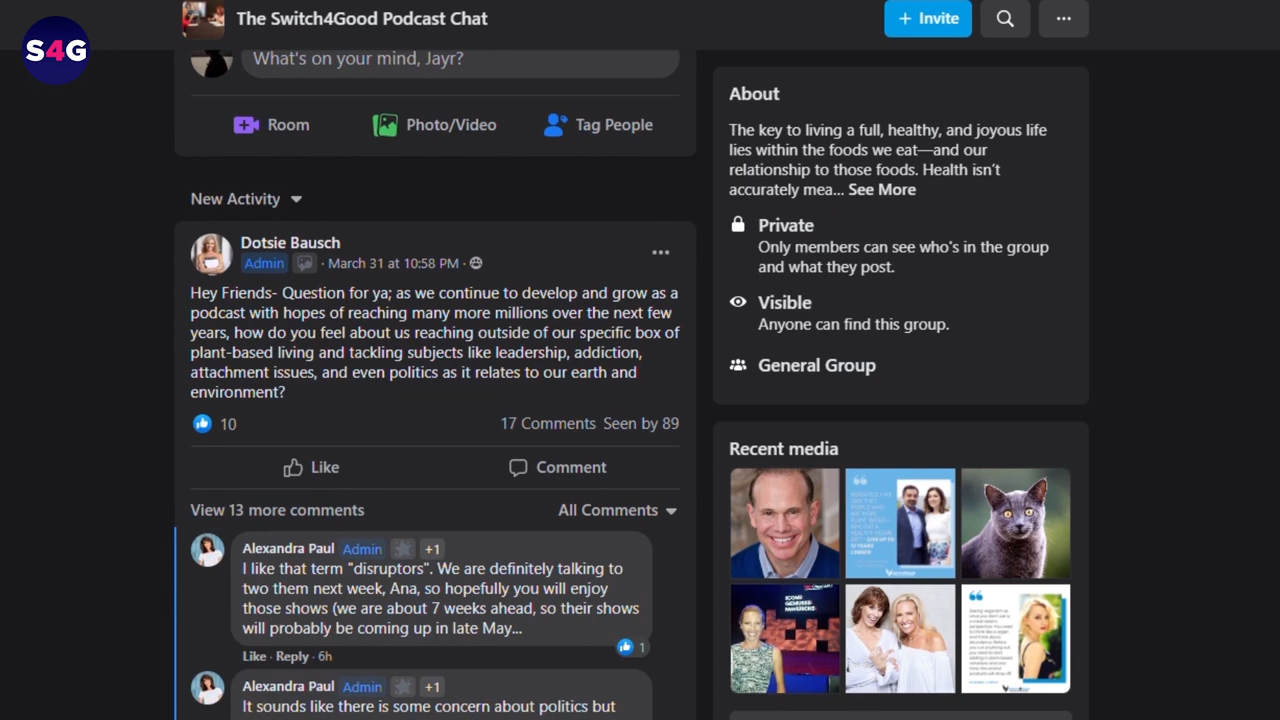 The Switch4Good Podcast Chat
+ Invite
S4G
What's on your mind, Jayr?
Room
Photo/Video
Tag People
New Activity
Dotsie Bausch
Admin · March 31 at 10:58 PM ·
Hey Friends- Question for ya; as we continue to develop and grow as a
podcast with hopes of reaching many more millions over the next few
years, how do you feel about us reaching outside of our specific box of
plant-based living and tackling subjects like leadership, addiction,
attachment issues, and even politics as it relates to our earth and
environment?
10
17 Comments Seen by 89
Like
Comment
View 13 more comments
All Comments
Alexandra Paul Admin +1
I like that term "disruptors". We are definitely talking to
two them next week, Ana, so hopefully you will enjoy
those shows (we are about 7 weeks ahead, so their shows
will probably be coming up in late May...
1
Like · Reply · 6h
Alexandra Paul Admin +1
It sounds like there is some concern about politics but
About
The key to living a full, healthy, and joyous life
lies within the foods we eat—and our
relationship to those foods. Health isn't
accurately mea... See More
Private
Only members can see who's in the group
and what they post.
Visible
Anyone can find this group.
General Group
Recent media